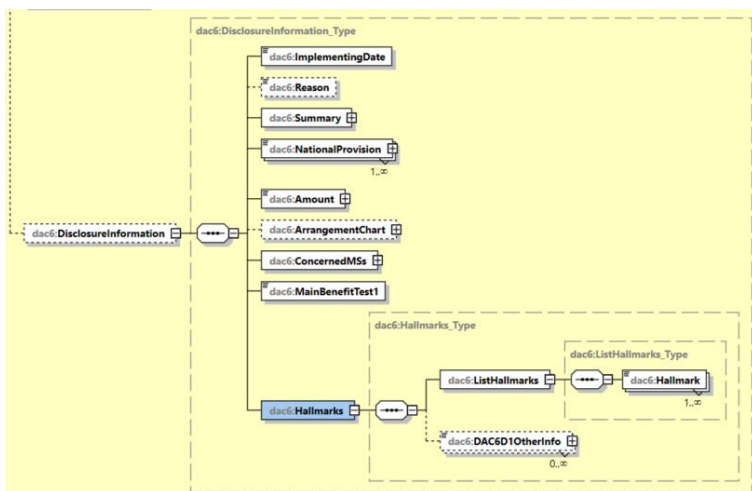 dac6:DisclosureInformation_Type
dac6:ImplementingDate
dac6:Reason
dac6:Summary
dac6:NationalProvision
1..∞
dac6:Amount
dac6:DisclosureInformation
dac6:ArrangementChart
dac6:ConcernedMSs
dac6:MainBenefitTest1
dac6:Hallmarks_Type
dac6:ListHallmarks_Type
dac6:ListHallmarks
dac6:Hallmark
1..∞
dac6:Hallmarks
dac6:DAC6D1OtherInfo
0..∞